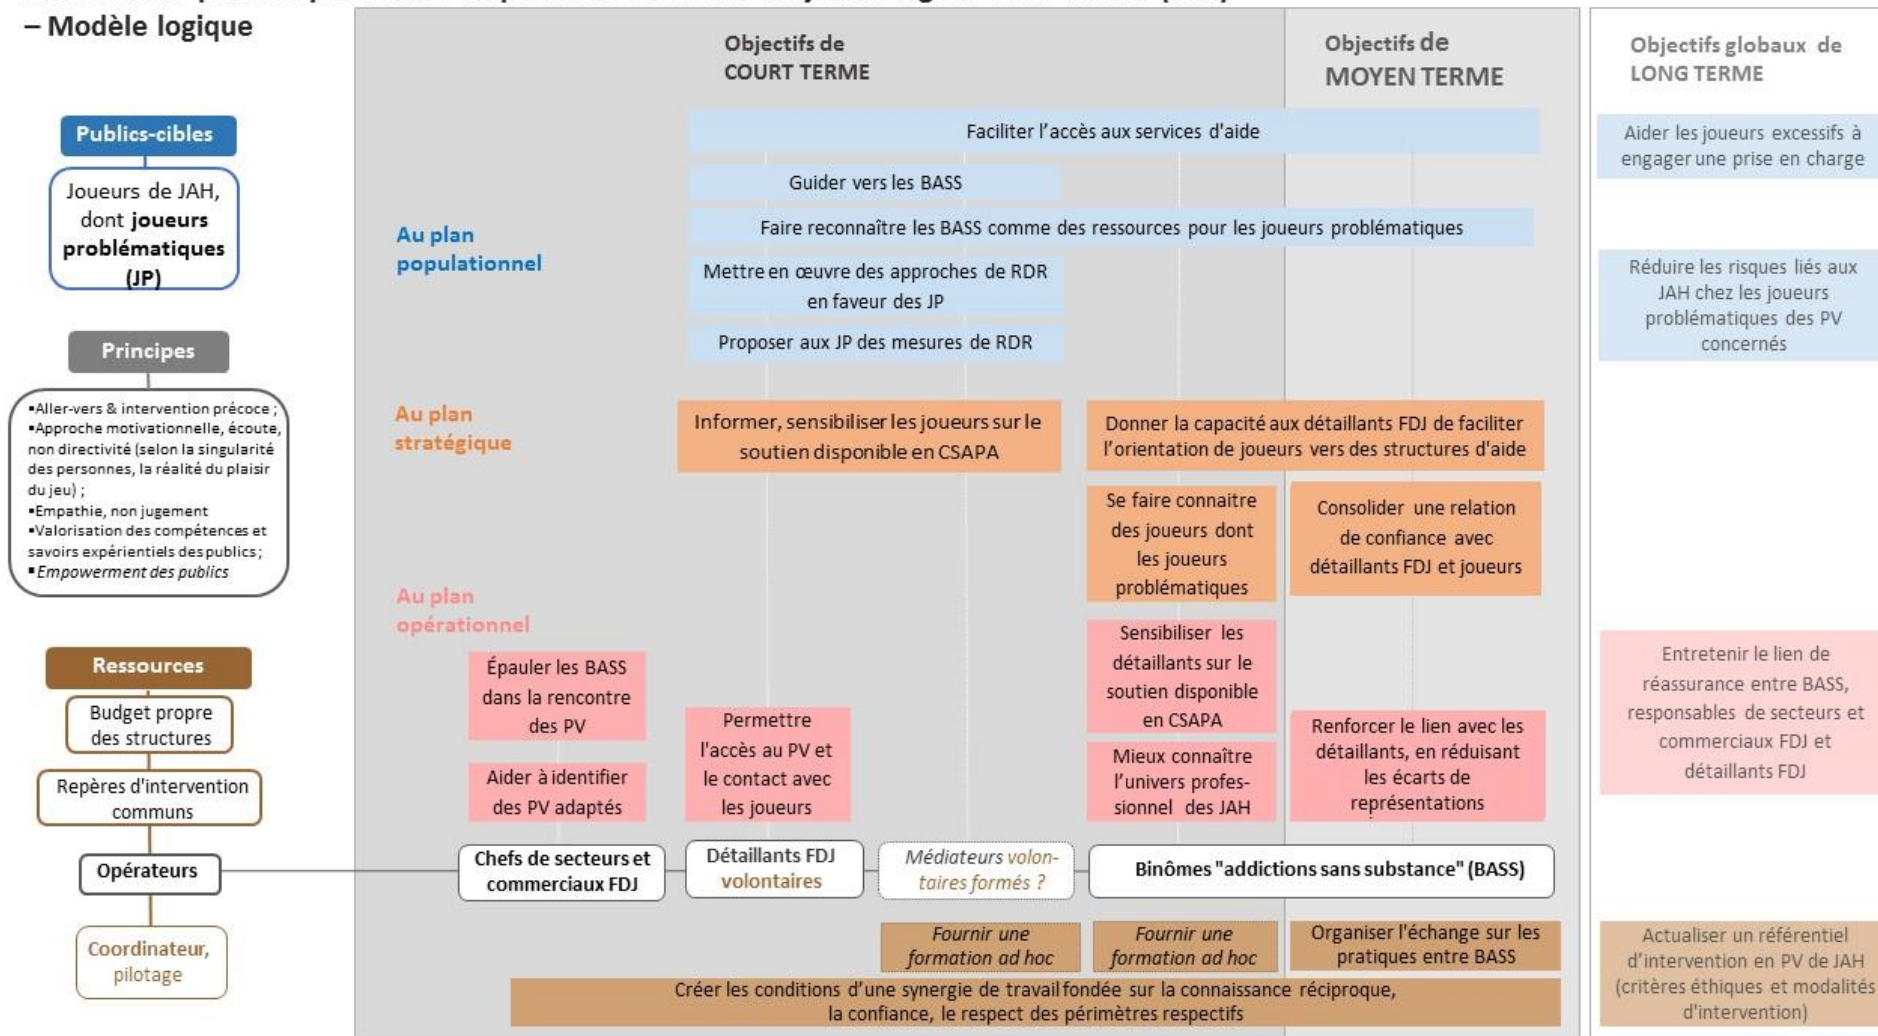 – Modèle logique
Objectifs de
COURT TERME
Objectifs de
MOYEN TERME
Objectifs globaux de
LONG TERME
Publics-cibles
Joueurs de JAH,
dont joueurs
problématiques
(JP)
Principes
▪Aller-vers & intervention précoce ;
▪Approche motivationnelle, écoute,
non directivité (selon la singularité
des personnes, la réalité du plaisir
du jeu) ;
▪Empathie, non jugement
▪Valorisation des compétences et
savoirs expérientiels des publics ;
▪Empowerment des publics
Ressources
Budget propre
des structures
Repères d'intervention
communs
Opérateurs
Coordinateur,
pilotage
Au plan
populationnel
Faciliter l’accès aux services d'aide
Guider vers les BASS
Faire reconnaître les BASS comme des ressources pour les joueurs problématiques
Mettre en œuvre des approches de RDR
en faveur des JP
Proposer aux JP des mesures de RDR
Aider les joueurs excessifs à
engager une prise en charge
Réduire les risques liés aux
JAH chez les joueurs
problématiques des PV
concernés
Au plan
stratégique
Informer, sensibiliser les joueurs sur le
soutien disponible en CSAPA
Donner la capacité aux détaillants FDJ de faciliter
l’orientation de joueurs vers des structures d'aide
Se faire connaitre
des joueurs dont
les joueurs
problématiques
Consolider une relation
de confiance avec
détaillants FDJ et joueurs
Au plan
opérationnel
Épauler les BASS
dans la rencontre
des PV
Aider à identifier
des PV adaptés
Permettre
l'accès au PV et
le contact avec
les joueurs
Sensibiliser les
détaillants sur le
soutien disponible
en CSAPA
Mieux connaître
l’univers profes-
sionnel des JAH
Renforcer le lien avec les
détaillants, en réduisant
les écarts de
représentations
Entretenir le lien de
réassurance entre BASS,
responsables de secteurs et
commerciaux FDJ et
détaillants FDJ
Chefs de secteurs et
commerciaux FDJ
Détaillants FDJ
volontaires
Médiateurs volon-
taires formés ?
Binômes "addictions sans substance" (BASS)
Fournir une
formation ad hoc
Fournir une
formation ad hoc
Organiser l'échange sur les
pratiques entre BASS
Créer les conditions d’une synergie de travail fondée sur la connaissance réciproque,
la confiance, le respect des périmètres respectifs
Actualiser un référentiel
d’intervention en PV de JAH
(critères éthiques et modalités
d'intervention)